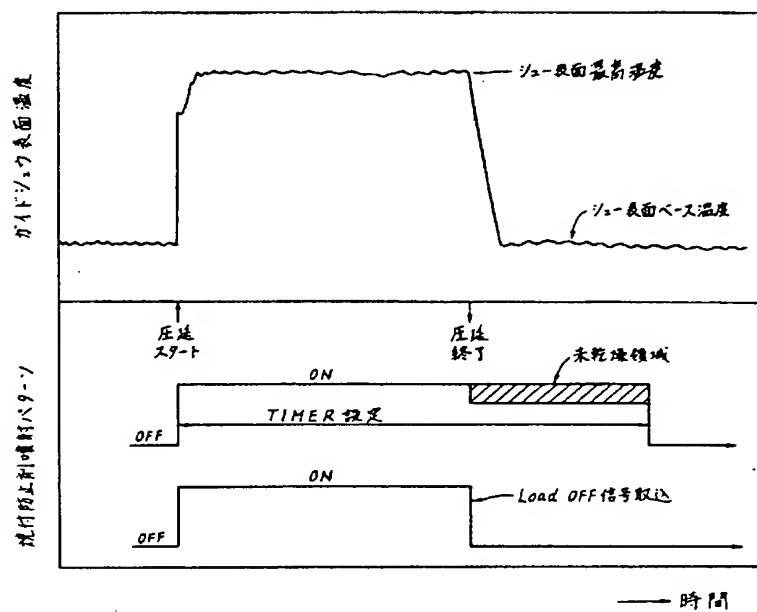 ガイドシュウ表面温度
シュー表面最高温度
シュー表面ベース温度
圧延
スタート
圧延
終了
焼付防止剤噴射パターン
未乾燥領域
ON
TIMER 設定
OFF
ON
Load OFF 信号取込
OFF
時間